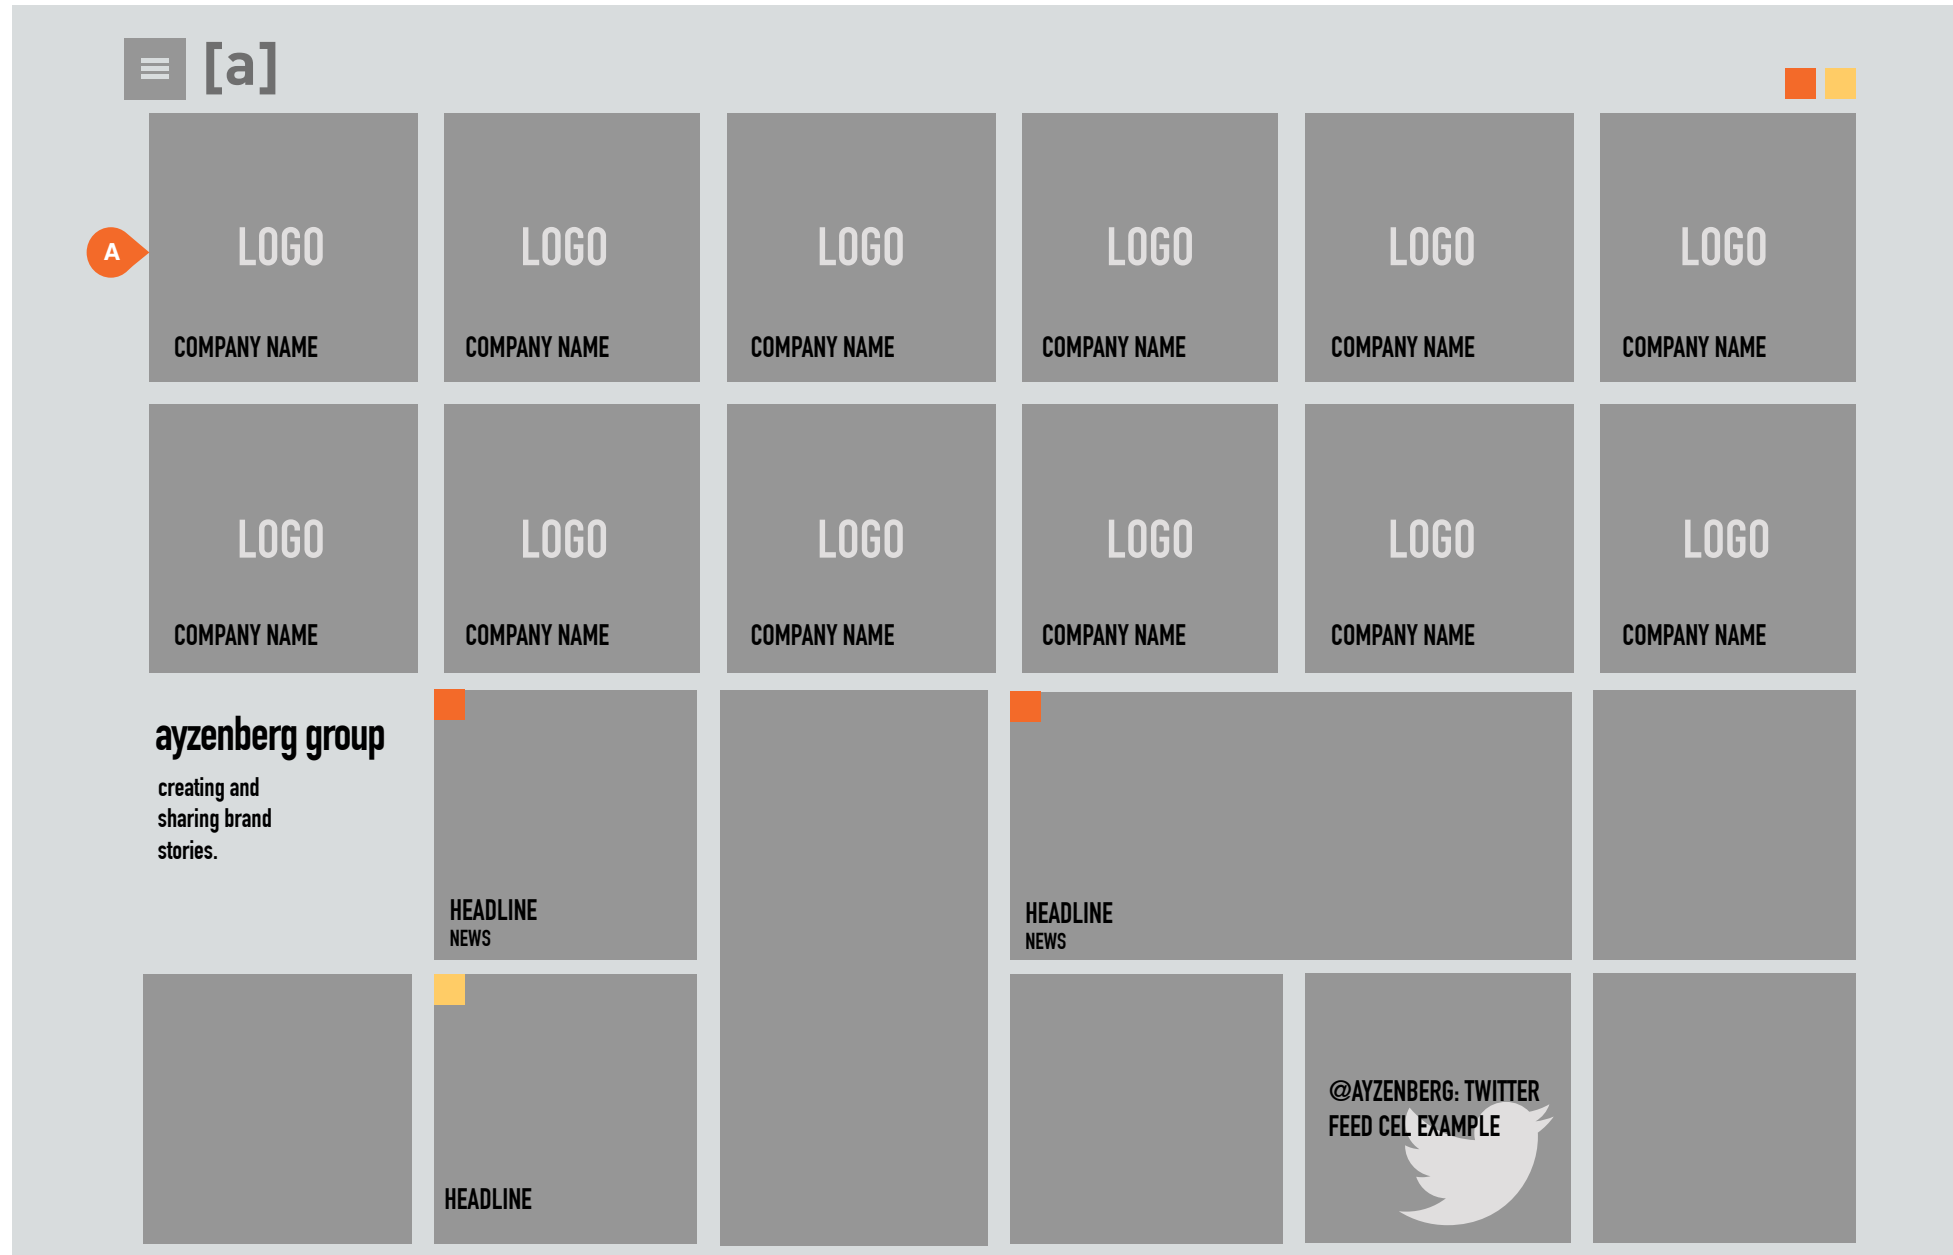 [a]
A
LOGO LOGO LOGO LOGO LOGO LOGO
COMPANY NAME COMPANY NAME COMPANY NAME COMPANY NAME COMPANY NAME COMPANY NAME
LOGO LOGO LOGO LOGO LOGO LOGO
COMPANY NAME COMPANY NAME COMPANY NAME COMPANY NAME COMPANY NAME COMPANY NAME
ayzenberg group
creating and
sharing brand
stories.
HEADLINE
NEWS
HEADLINE
NEWS
HEADLINE
@AYZENBERG: TWITTER
FEED CEL EXAMPLE